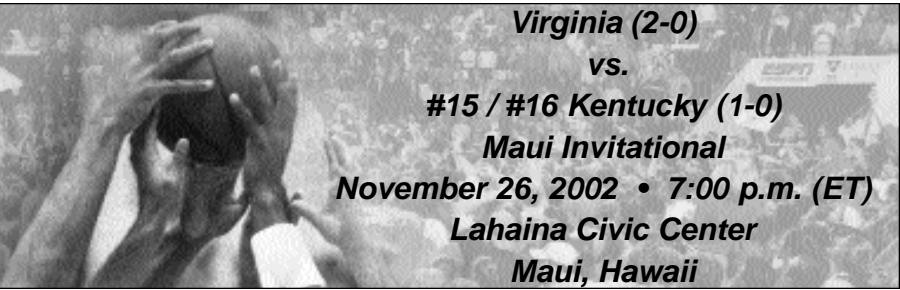 Virginia (2-0)
vs.
#15 / #16 Kentucky (1-0)
Maui Invitational
November 26, 2002 • 7:00 p.m. (ET)
Lahaina Civic Center
Maui, Hawaii
ESPN